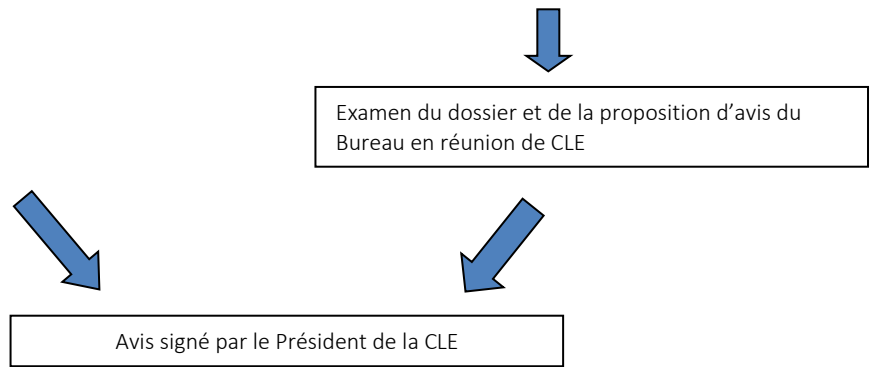 Examen du dossier et de la proposition d’avis du
Bureau en réunion de CLE
Avis signé par le Président de la CLE